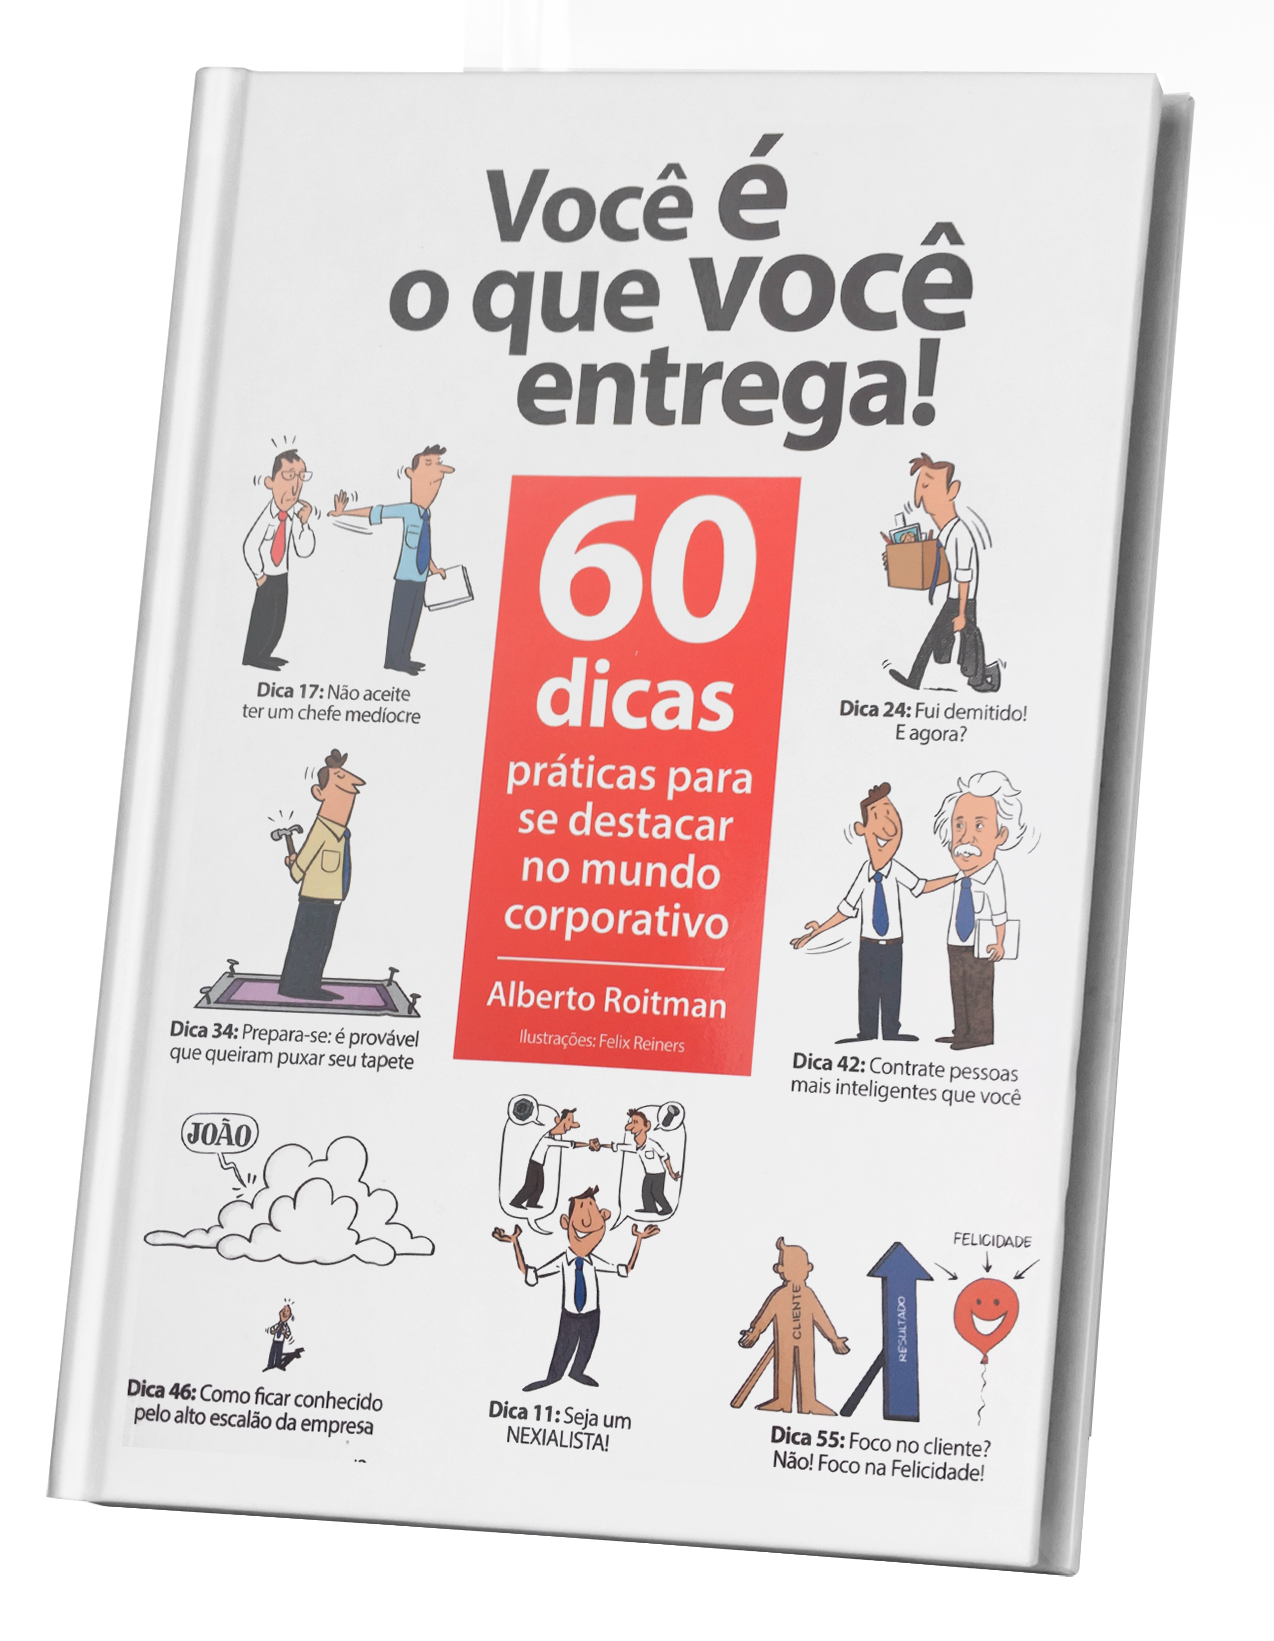 Você é
o que você
entrega!
60
dicas
práticas para
se destacar
no mundo
corporativo
Alberto Roitman
Ilustrações: Felix Reiners
Dica 17: Não aceite
ter um chefe medíocre
Dica 24: Fui demitido!
E agora?
Dica 34: Prepara-se: é provável
que queiram puxar seu tapete
Dica 42: Contrate pessoas
mais inteligentes que você
JOÃO
Dica 46: Como ficar conhecido
pelo alto escalão da empresa
Dica 11: Seja um
NEXIALISTA!
FELICIDADE
CLIENTE
RESULTADO
Dica 55: Foco no cliente?
Não! Foco na Felicidade!